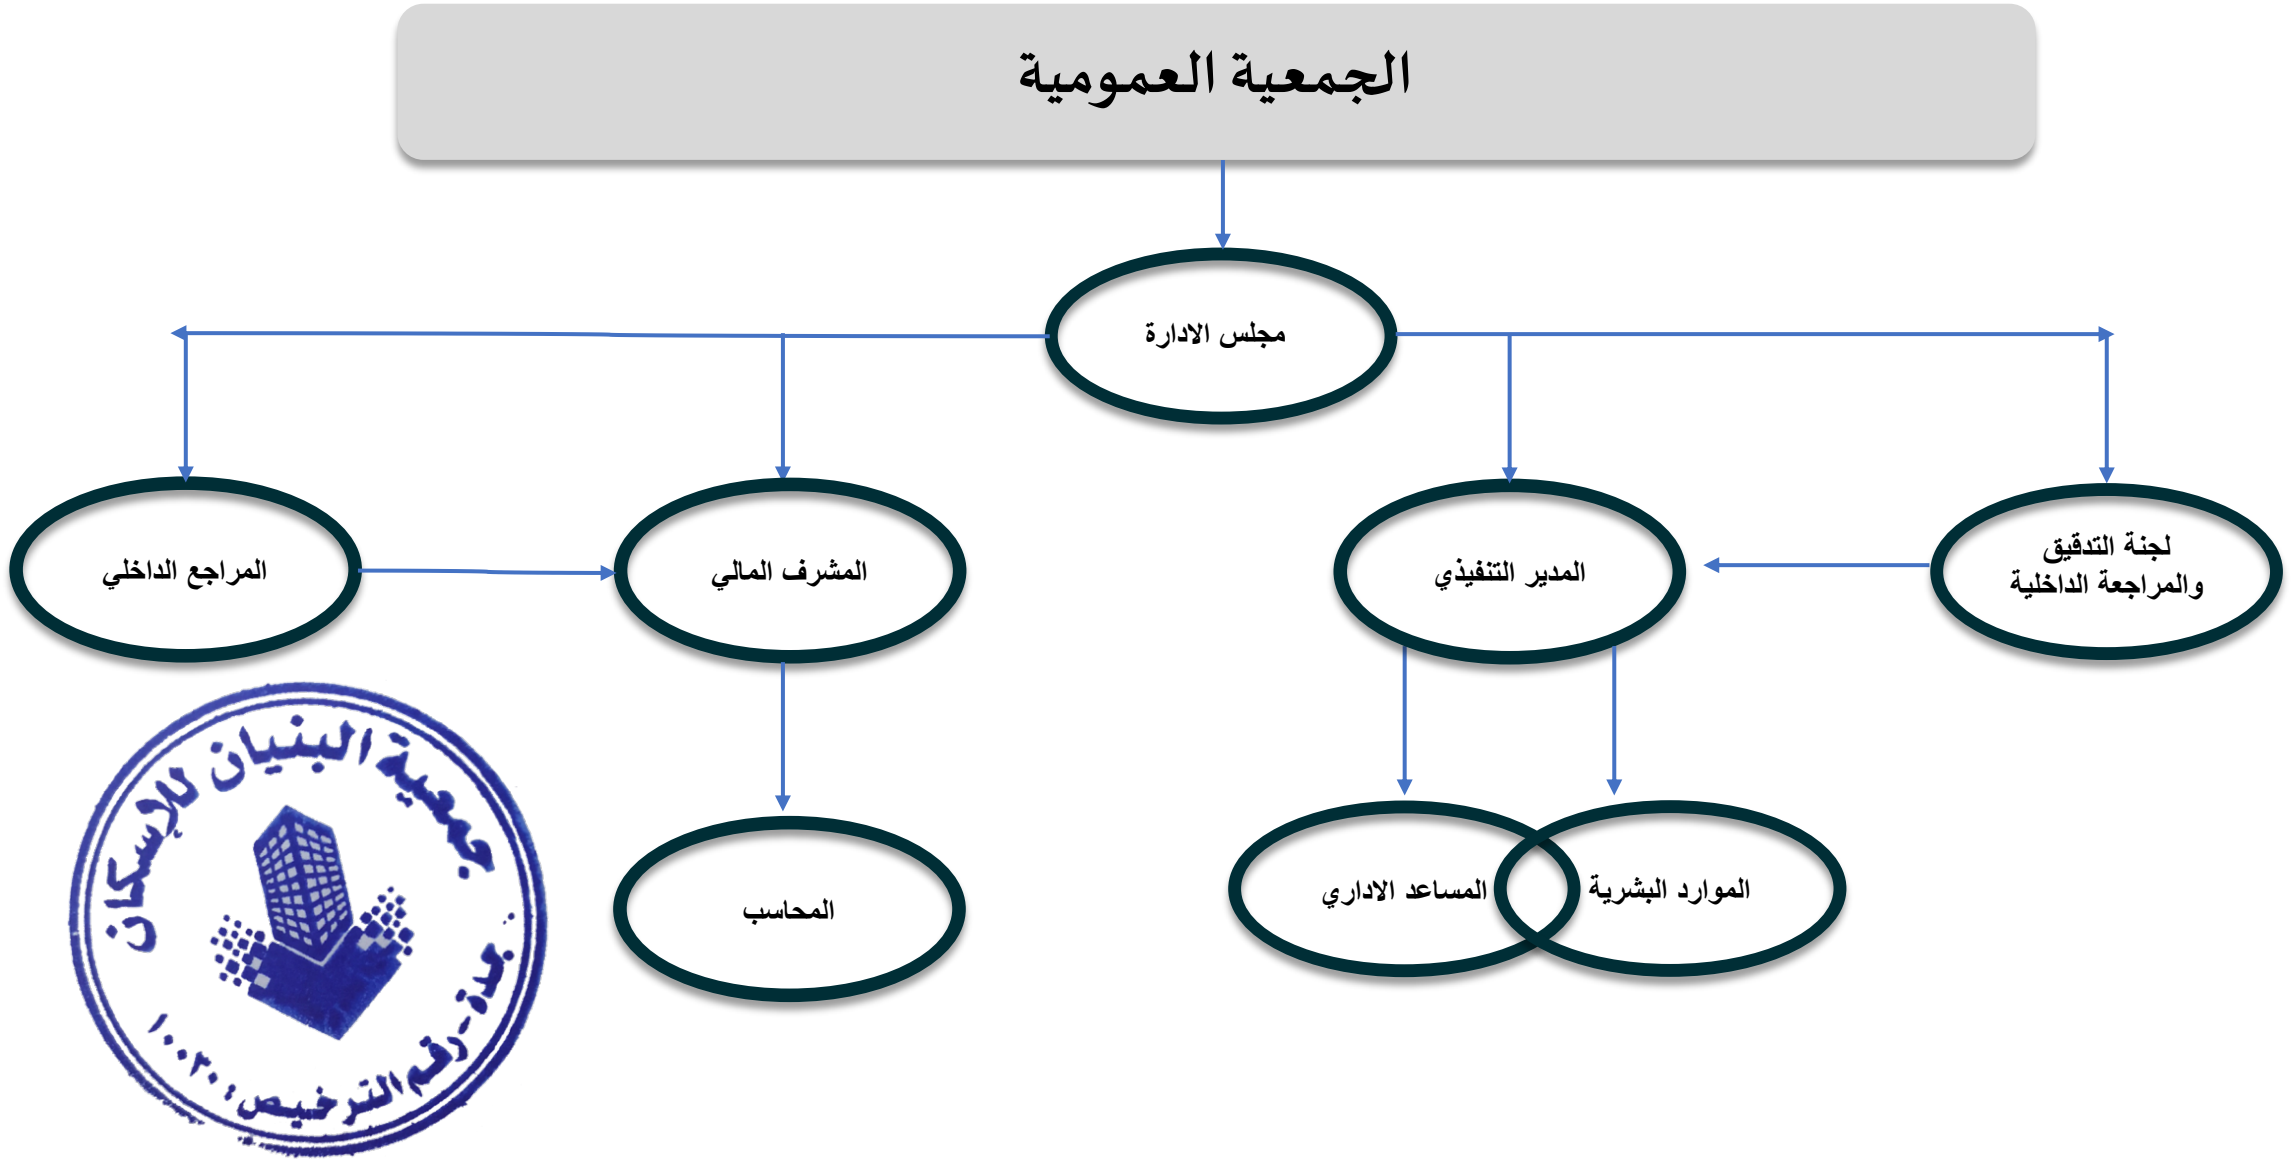 الجمعية العمومية
مجلس الادارة
لجنة التدقيق
والمراجعة الداخلية
المدير التنفيذي
المشرف المالي
المراجع الداخلي
الموارد البشرية
المساعد الاداري
المحاسب
جمعية البنيان للإسكان
جدة - رقم الترخيص: ١٠٠٣٠